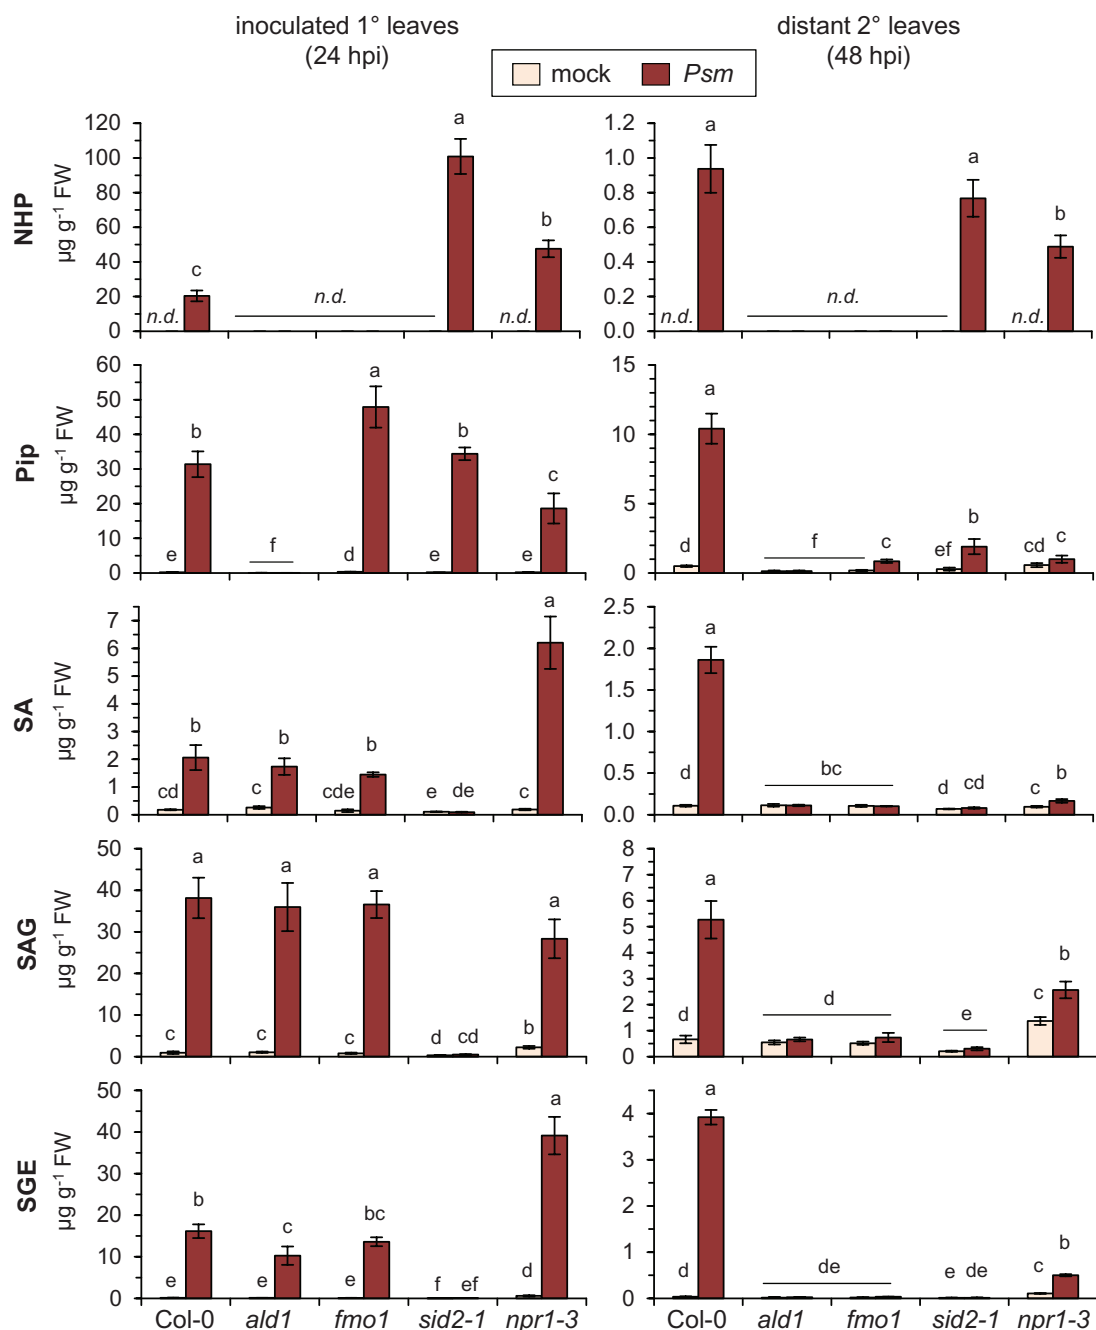 inoculated 1° leaves
(24 hpi)
distant 2° leaves
(48 hpi)
mock
Psm
NHP
µg g⁻¹ FW
120
100
80
60
40
20
0
n.d.
c
n.d.
a
n.d.
b
1.2
1.0
0.8
0.6
0.4
0.2
0.0
n.d.
a
n.d.
a
n.d.
b
Pip
µg g⁻¹ FW
60
50
40
30
20
10
0
e
b
f
d
a
e
b
e
c
15
10
5
0
d
a
f
c
ef
b
cd
c
SA
µg g⁻¹ FW
7
6
5
4
3
2
1
0
cd
b
c
b
cde
b
e
de
c
a
2.5
2.0
1.5
1.0
0.5
0.0
d
a
bc
d
cd
c
b
SAG
µg g⁻¹ FW
50
40
30
20
10
0
c
a
c
a
c
a
d
cd
b
a
8
7
6
5
4
3
2
1
0
d
a
d
e
c
b
SGE
µg g⁻¹ FW
50
40
30
20
10
0
e
b
e
c
e
bc
f
ef
d
a
4
3
2
1
0
d
a
de
e
de
c
b
Col-0
ald1
fmo1
sid2-1
npr1-3
Col-0
ald1
fmo1
sid2-1
npr1-3